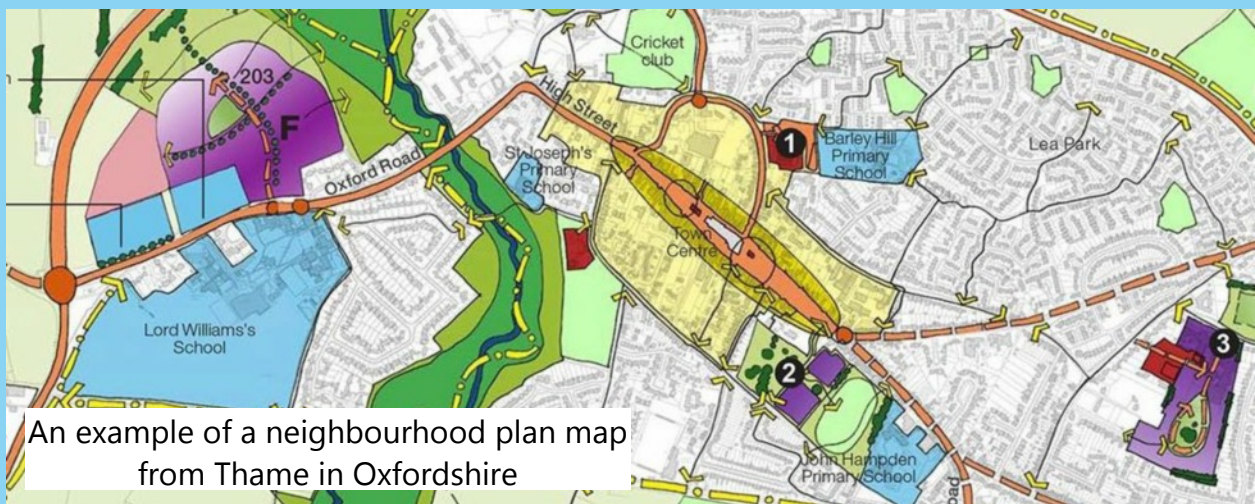 Cricket
club
203
High Street
F
1
Barley Hill
Primary
School
Lea Park
St Joseph's
Primary
School
Oxford Road
Town
Centre
Lord Williams's
School
2
3
John Hampden
Primary School
An example of a neighbourhood plan map
from Thame in Oxfordshire